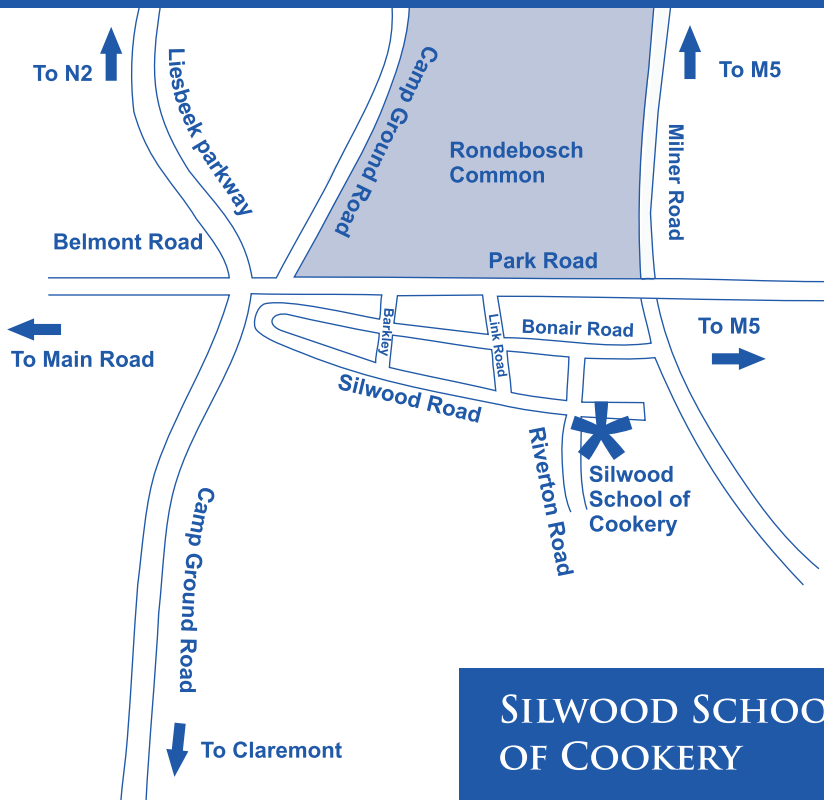 To N2
Liesbeek parkway
Camp Ground Road
To M5
Rondebosch
Common
Milner Road
Belmont Road
Park Road
To Main Road
Barkley
Link Road
Bonair Road
To M5
Silwood Road
Riverton Road
Silwood
School of
Cookery
Camp Ground Road
To Claremont
SILWOOD SCHOO
OF COOKERY